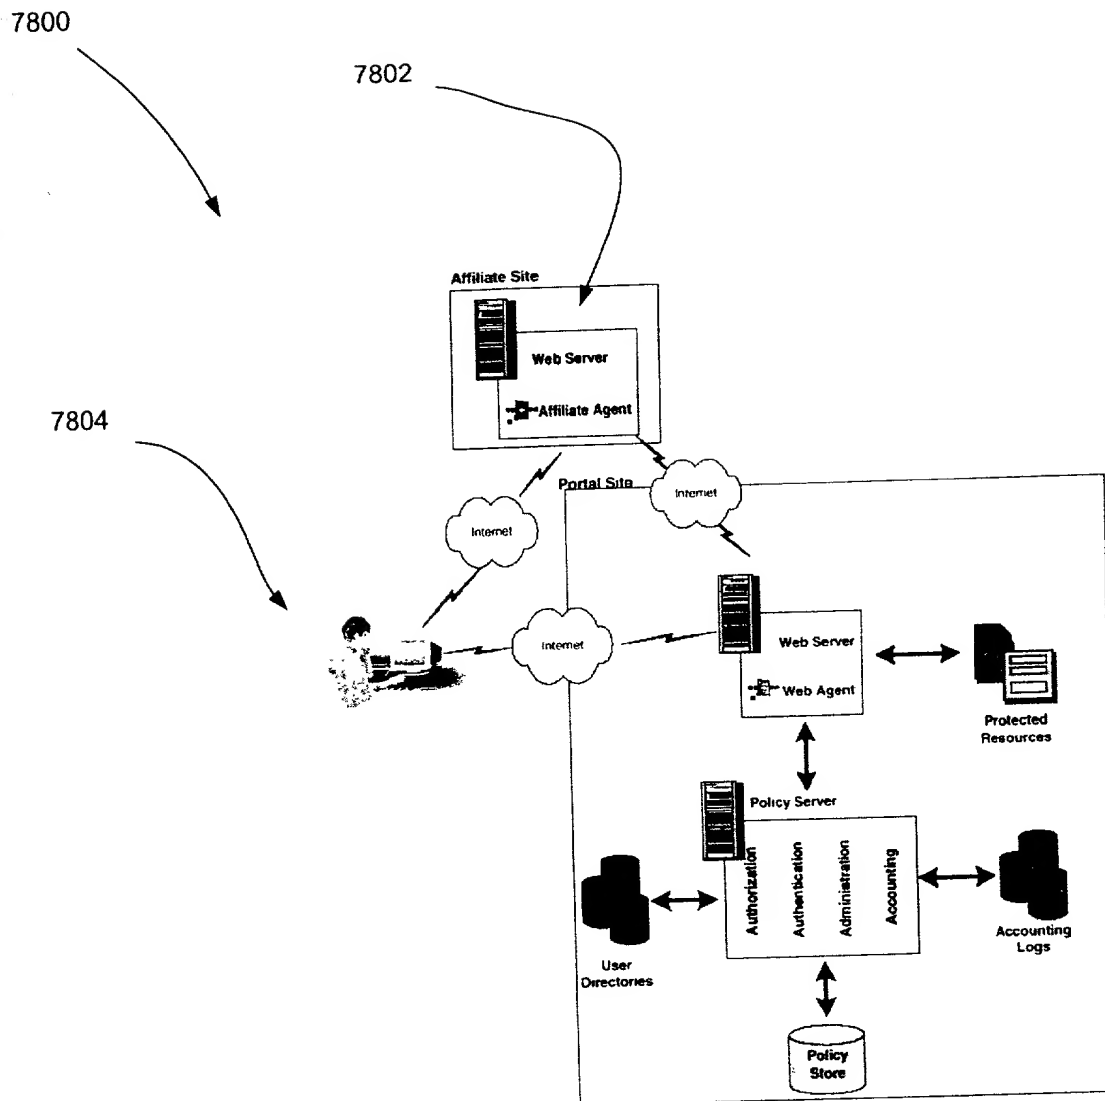 7800
7802
Affiliate Site
Web Server
Affiliate Agent
7804
Portal Site
Internet
Internet
Internet
Web Server
Web Agent
Protected
Resources
Policy Server
Authorization
Authentication
Administration
Accounting
User
Directories
Accounting
Logs
Policy
Store